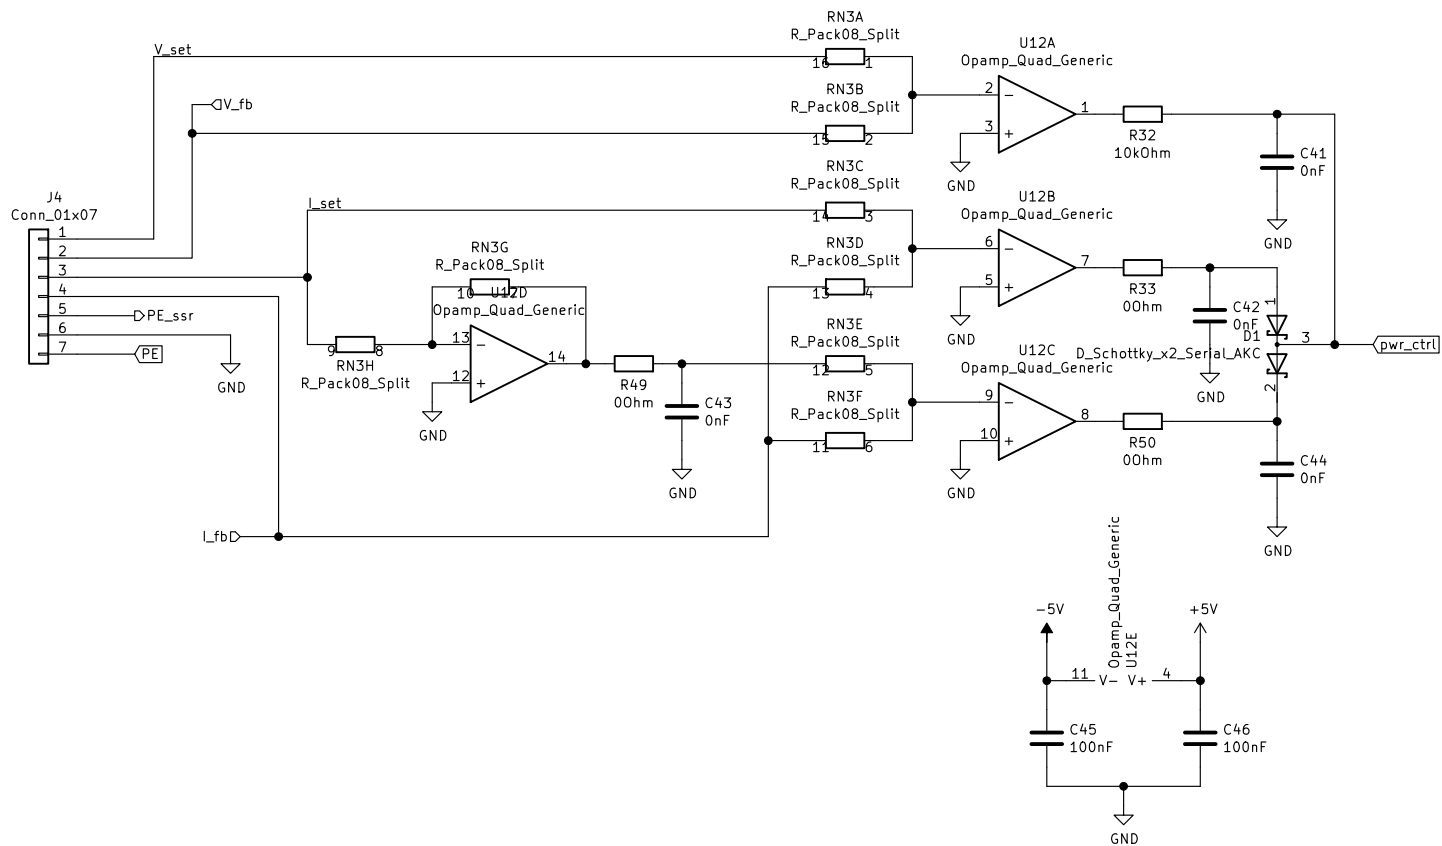 RN3A
R_Pack08_Split
16 1
V_set
U12A
Opamp_Quad_Generic
RN3B
R_Pack08_Split
15 2
V_fb
2 −
3 +
1
R32
10kOhm
GND
C41
0nF
GND
RN3C
R_Pack08_Split
14 3
I_set
U12B
Opamp_Quad_Generic
J4
Conn_01x07
1
2
3
4
5
6
7
PE_ssr
PE
GND
RN3G
R_Pack08_Split
10 7
U12D
Opamp_Quad_Generic
RN3D
R_Pack08_Split
13 4
6 −
5 +
7
R33
0Ohm
GND
C42
0nF
GND
1
D1
D_Schottky_x2_Serial_AKC
3
2
pwr_ctrl
9 8
RN3H
R_Pack08_Split
13 −
12 +
14
GND
R49
0Ohm
C43
0nF
GND
RN3E
R_Pack08_Split
12 5
U12C
Opamp_Quad_Generic
RN3F
R_Pack08_Split
11 6
9 −
10 +
8
R50
0Ohm
GND
C44
0nF
GND
I_fb
−5V
Opamp_Quad_Generic
U12E
+5V
11 V− V+ 4
C45
100nF
C46
100nF
GND